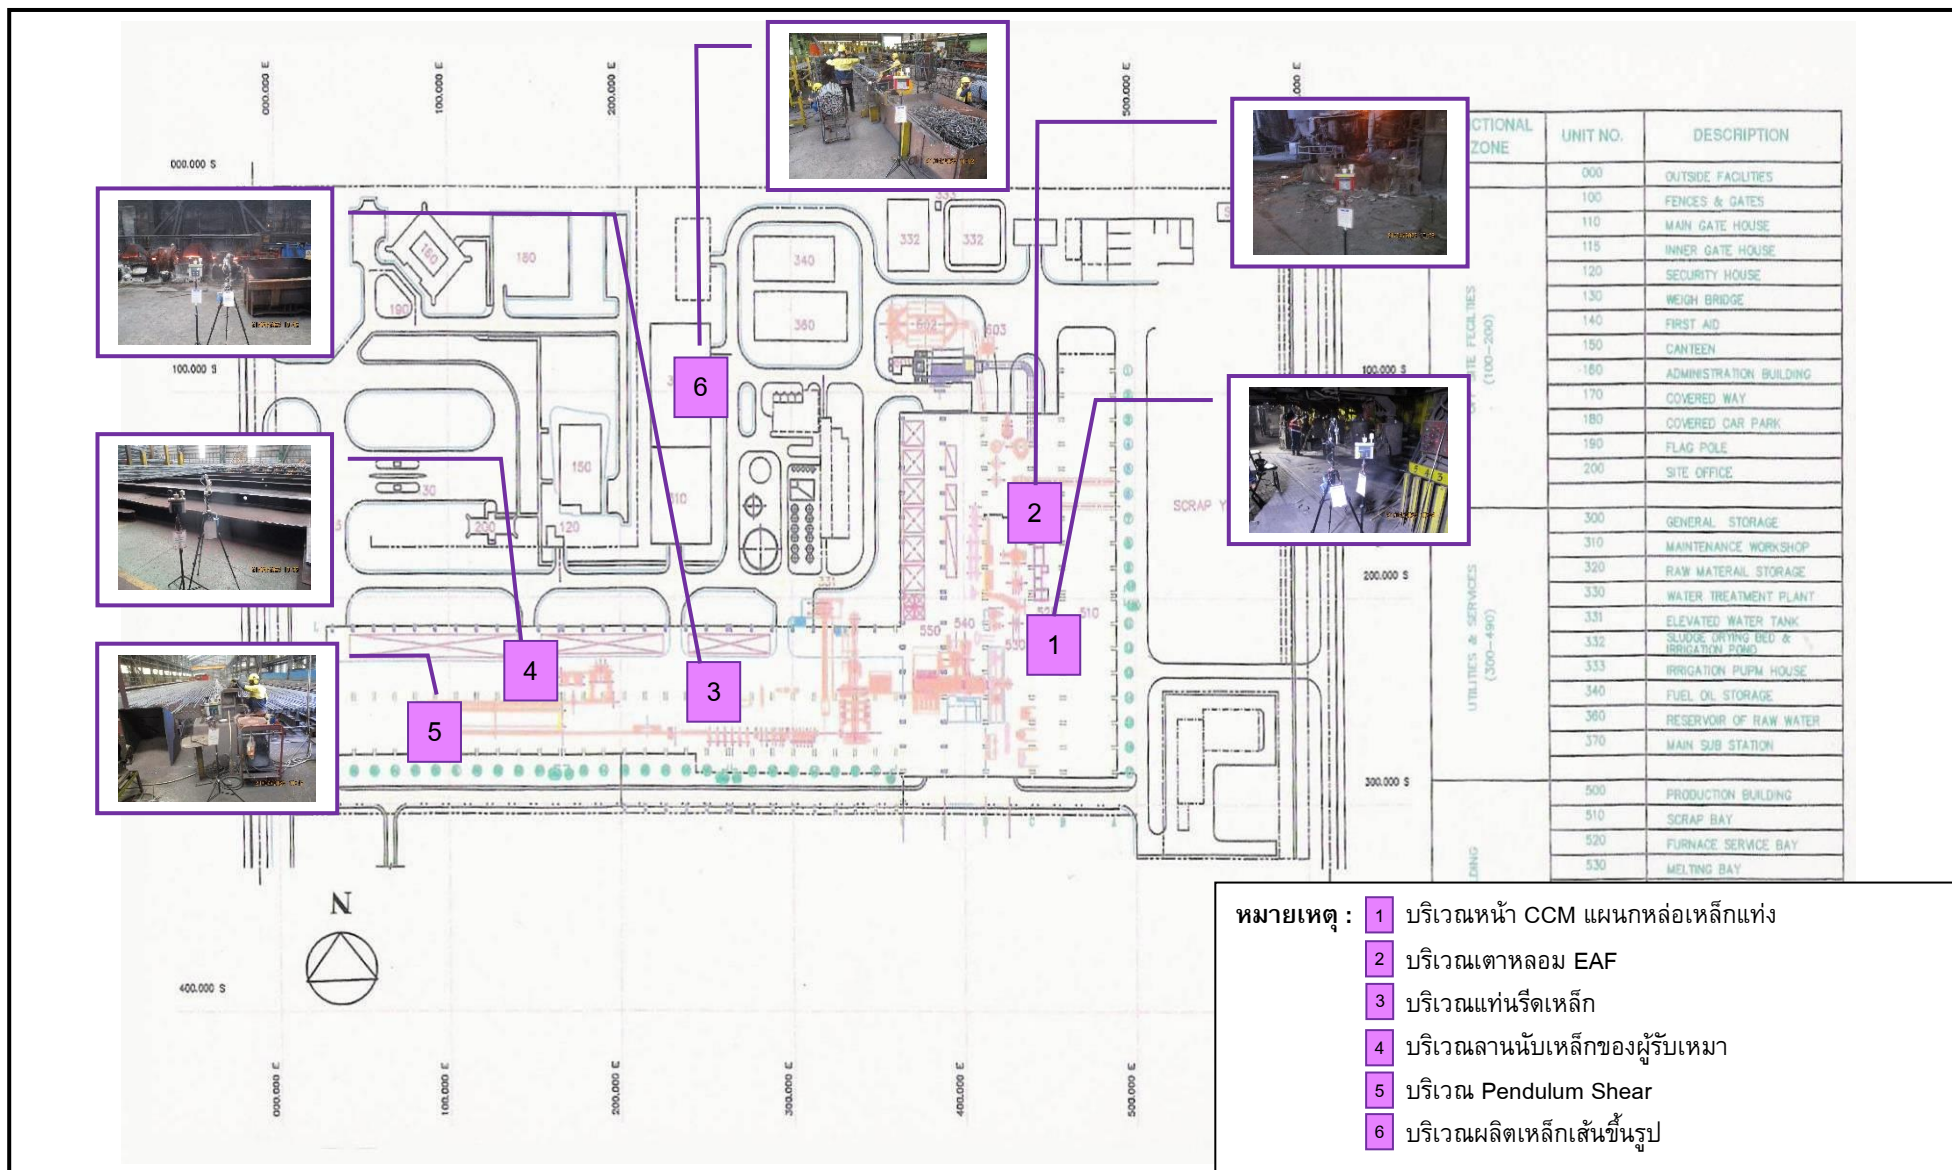 000.000 E
100.000 E
200.000 E
500.000 E
.000 E
000.000 S
100.000 S
100.000 S
200.000 S
300.000 S
400.000 S
160
180
190
150
30
200
120
340
360
332
332
333
602
603
331
550
540
530
510
SCRAP Y
1
2
3
4
5
6
N
000.000 E
100.000 E
200.000 E
300.000 E
400.000 E
500.000 E
CTIONAL ZONE UNIT NO. DESCRIPTION
000 OUTSIDE FACILITIES
100 FENCES & GATES
110 MAIN GATE HOUSE
115 INNER GATE HOUSE
120 SECURITY HOUSE
130 WEIGH BRIDGE
140 FIRST AID
150 CANTEEN
160 ADMINISTRATION BUILDING
170 COVERED WAY
180 COVERED CAR PARK
190 FLAG POLE
200 SITE OFFICE
SITE FECILITIES
(100-200)
300 GENERAL STORAGE
310 MAINTENANCE WORKSHOP
320 RAW MATERAIL STORAGE
330 WATER TREATMENT PLANT
331 ELEVATED WATER TANK
332 SLUDGE DRYING BED & IRRIGATION POND
333 IRRIGATION PUPM HOUSE
340 FUEL OIL STORAGE
360 RESERVOIR OF RAW WATER
370 MAIN SUB STATION
UTILITIES & SERVICES
(300-490)
500 PRODUCTION BUILDING
510 SCRAP BAY
520 FURNACE SERVICE BAY
530 MELTING BAY
LDING
หมายเหตุ : 1 บริเวณหน้า CCM แผนกหล่อเหล็กแท่ง
2 บริเวณเตาหลอม EAF
3 บริเวณแท่นรีดเหล็ก
4 บริเวณลานนับเหล็กของผู้รับเหมา
5 บริเวณ Pendulum Shear
6 บริเวณผลิตเหล็กเส้นขึ้นรูป